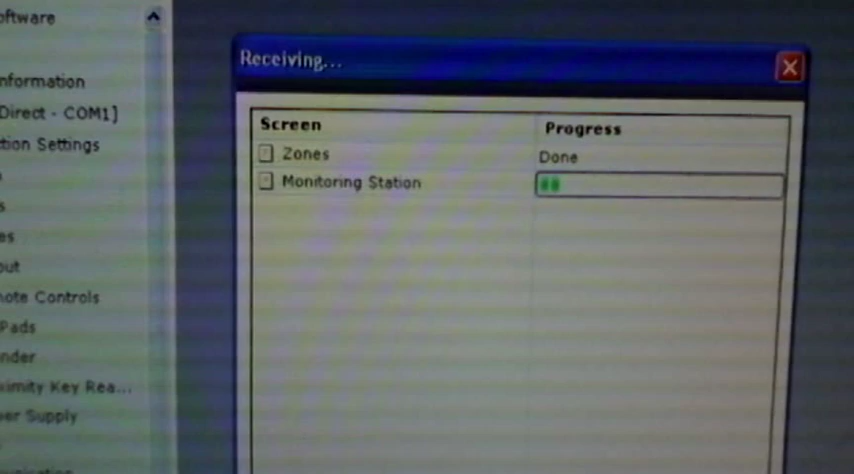 oftware
nformation
Direct - COM1]
tion Settings
s
es
out
note Controls
Pads
nder
ximity Key Rea...
er Supply
Receiving...
Screen Progress
Zones Done
Monitoring Station